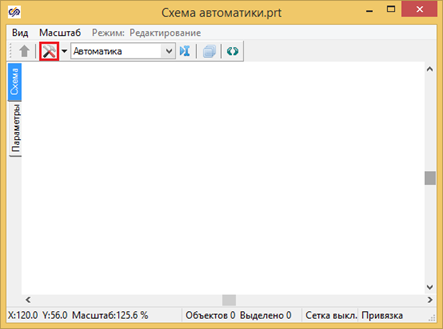 Схема автоматики.prt
Вид Масштаб Режим: Редактирование
Автоматика
Схема
Параметры
X:120.0 Y:56.0 Масштаб:125.6 % Объектов 0 Выделено 0 Сетка выкл. Привязка